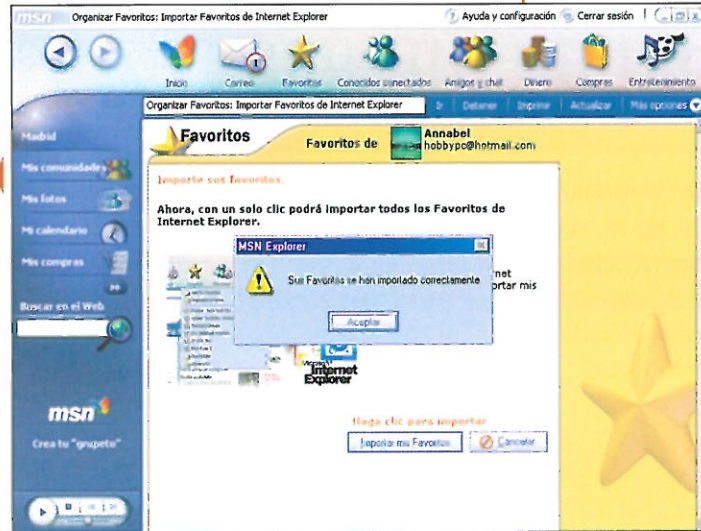 msn Organizar Favoritos: Importar Favoritos de Internet Explorer
Ayuda y configuración Cerrar sesión
Inicio Correo Favoritos Conocidos conectados Amigos y chat Dinero Compras Entretenimiento
Organizar Favoritos: Importar Favoritos de Internet Explorer
Ir Detener Imprimir Actualizar Más opciones
Madrid
Mis comunidades
Mis fotos
Mi calendario
Mis compras
Buscar en el Web
msn
Crea tu "grupeto"
Favoritos
Favoritos de
Annabel
hobbypc@hotmail.com
Importe sus favoritos.
Ahora, con un solo clic podrá importar todos los Favoritos de
Internet Explorer.
MSN Explorer
Sus Favoritos se han importado correctamente
Aceptar
rnet
ortar mis
Microsoft
Internet
Explorer
Haga clic para importar
Importar mis Favoritos Cancelar